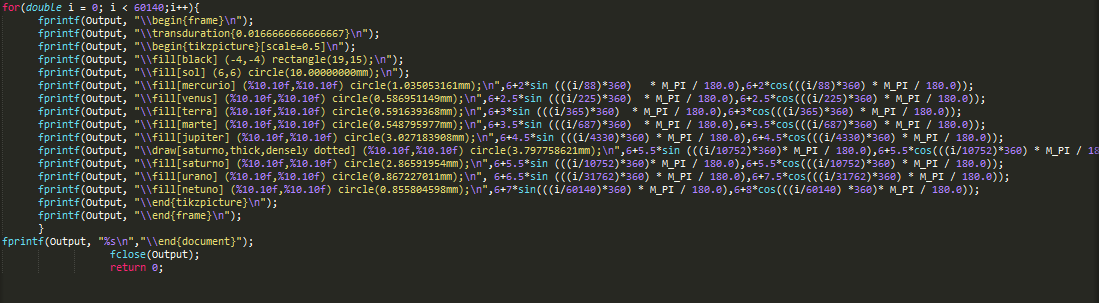 for(double i = 0; i < 60140;i++){
fprintf(Output, "\\begin{frame}\n");
fprintf(Output, "\\transduration{0.0166666666666667}\n");
fprintf(Output, "\\begin{tikzpicture}[scale=0.5]\n");
fprintf(Output, "\\fill[black] (-4,-4) rectangle(19,15);\n");
fprintf(Output, "\\fill[sol] (6,6) circle(10.00000000mm);\n");
fprintf(Output, "\\fill[mercurio] (%10.10f,%10.10f) circle(1.035053161mm);\n",6+2*sin (((i/88)*360)   * M_PI / 180.0),6+2*cos(((i/88)*360) * M_PI / 180.0));
fprintf(Output, "\\fill[venus] (%10.10f,%10.10f) circle(0.586951149mm);\n",6+2.5*sin (((i/225)*360)  * M_PI / 180.0),6+2.5*cos(((i/225)*360) * M_PI / 180.0));
fprintf(Output, "\\fill[terra] (%10.10f,%10.10f) circle(0.591639368mm);\n",6+3*sin (((i/365)*360)  * M_PI / 180.0),6+3*cos(((i/365)*360) * M_PI / 180.0));
fprintf(Output, "\\fill[marte] (%10.10f,%10.10f) circle(0.548795977mm);\n",6+3.5*sin (((i/687)*360)  * M_PI / 180.0),6+3.5*cos(((i/687)*360) * M_PI / 180.0));
fprintf(Output, "\\fill[jupiter] (%10.10f,%10.10f) circle(3.027183908mm);\n",6+4.5*sin (((i/4330)*360) * M_PI / 180.0),6+4.5*cos(((i/4330)*360) * M_PI / 180.0));
fprintf(Output, "\\draw[saturno,thick,densely dotted] (%10.10f,%10.10f) circle(3.797758621mm);\n",6+5.5*sin (((i/10752)*360) * M_PI / 180.0),6+5.5*cos(((i/10752)*360) * M_PI / 18
fprintf(Output, "\\fill[saturno] (%10.10f,%10.10f) circle(2.86591954mm);\n",6+5.5*sin (((i/10752)*360)* M_PI / 180.0),6+5.5*cos(((i/10752)*360) * M_PI / 180.0));
fprintf(Output, "\\fill[urano] (%10.10f,%10.10f) circle(0.867227011mm);\n", 6+6.5*sin (((i/31762)*360) * M_PI / 180.0),6+7.5*cos(((i/31762)*360) * M_PI / 180.0));
fprintf(Output, "\\fill[netuno] (%10.10f,%10.10f) circle(0.855804598mm);\n",6+7*sin(((i/60140)*360) * M_PI / 180.0),6+8*cos(((i/60140) *360)* M_PI / 180.0));
fprintf(Output, "\\end{tikzpicture}\n");
fprintf(Output, "\\end{frame}\n");
}
fprintf(Output, "%s\n","\\end{document}");
fclose(Output);
return 0;